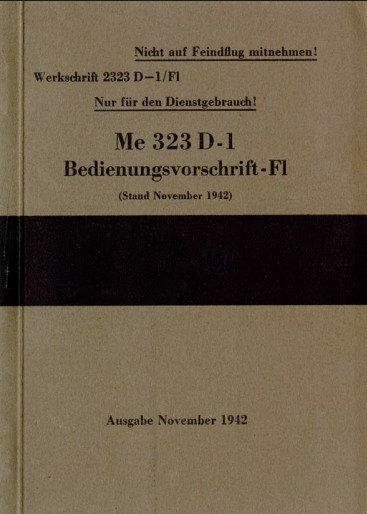 Nicht auf Feindflug mitnehmen!
Werkschrift 2323 D-1/Fl
Nur für den Dienstgebrauch!
Me 323 D-1
Bedienungsvorschrift-Fl
(Stand November 1942)
Ausgabe November 1942